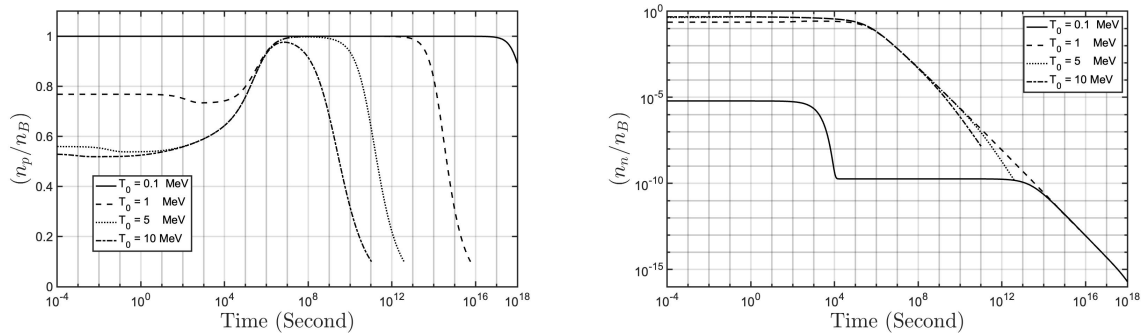 (n_p/n_B)
1
0.8
0.6
0.4
0.2
0
T_0 = 0.1 MeV
T_0 = 1 MeV
T_0 = 5 MeV
T_0 = 10 MeV
10^-4 10^0 10^4 10^8 10^12 10^16 10^18
Time (Second)
(n_n/n_B)
10^0
10^-5
10^-10
10^-15
T_0 = 0.1 MeV
T_0 = 1 MeV
T_0 = 5 MeV
T_0 = 10 MeV
10^-4 10^0 10^4 10^8 10^12 10^16 10^18
Time (Second)